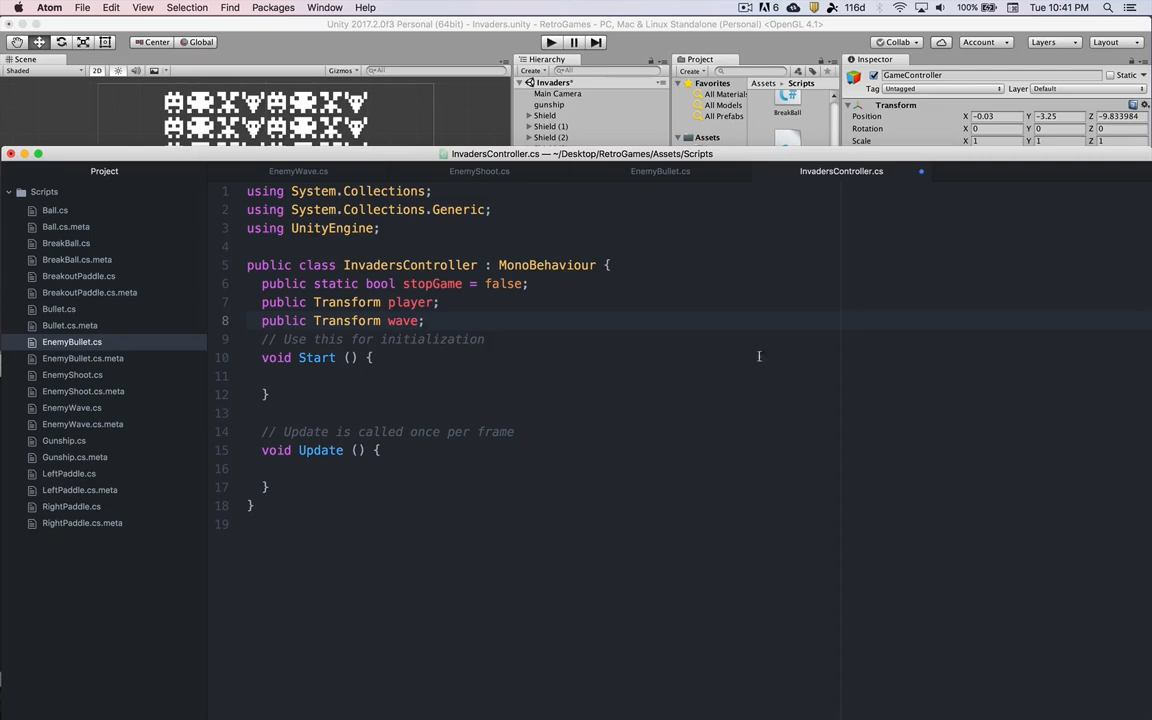 Atom File Edit View Selection Find Packages Window Help 6 116d 100% Tue 10:41 PM
Unity 2017.2.0f3 Personal (64bit) - Invaders.unity - RetroGames - PC, Mac & Linux Standalone (Personal) <OpenGL 4.1>
Center Global Collab Account Layers Layout
Scene Hierarchy Project Inspector
Shaded 2D Gizmos All Create All Create
Invaders*
Main Camera
gunship
Shield
Shield (1)
Shield (2)
Favorites
All Materials
All Models
All Prefabs
Assets
Assets Scripts
BreakBall
GameController Static
Tag Untagged Layer Default
Transform
Position X -0.03 Y -3.25 Z -9.833984
Rotation X 0 Y 0 Z 0
Scale X 1 Y 1 Z 1
InvadersController.cs — ~/Desktop/RetroGames/Assets/Scripts
Project EnemyWave.cs EnemyShoot.cs EnemyBullet.cs InvadersController.cs
Scripts
Ball.cs
Ball.cs.meta
BreakBall.cs
BreakBall.cs.meta
BreakoutPaddle.cs
BreakoutPaddle.cs.meta
Bullet.cs
Bullet.cs.meta
EnemyBullet.cs
EnemyBullet.cs.meta
EnemyShoot.cs
EnemyShoot.cs.meta
EnemyWave.cs
EnemyWave.cs.meta
Gunship.cs
Gunship.cs.meta
LeftPaddle.cs
LeftPaddle.cs.meta
RightPaddle.cs
RightPaddle.cs.meta
1 using System.Collections;
2 using System.Collections.Generic;
3 using UnityEngine;
4
5 public class InvadersController : MonoBehaviour {
6 public static bool stopGame = false;
7 public Transform player;
8 public Transform wave;
9 // Use this for initialization
10 void Start () {
11
12 }
13
14 // Update is called once per frame
15 void Update () {
16
17 }
18 }
19